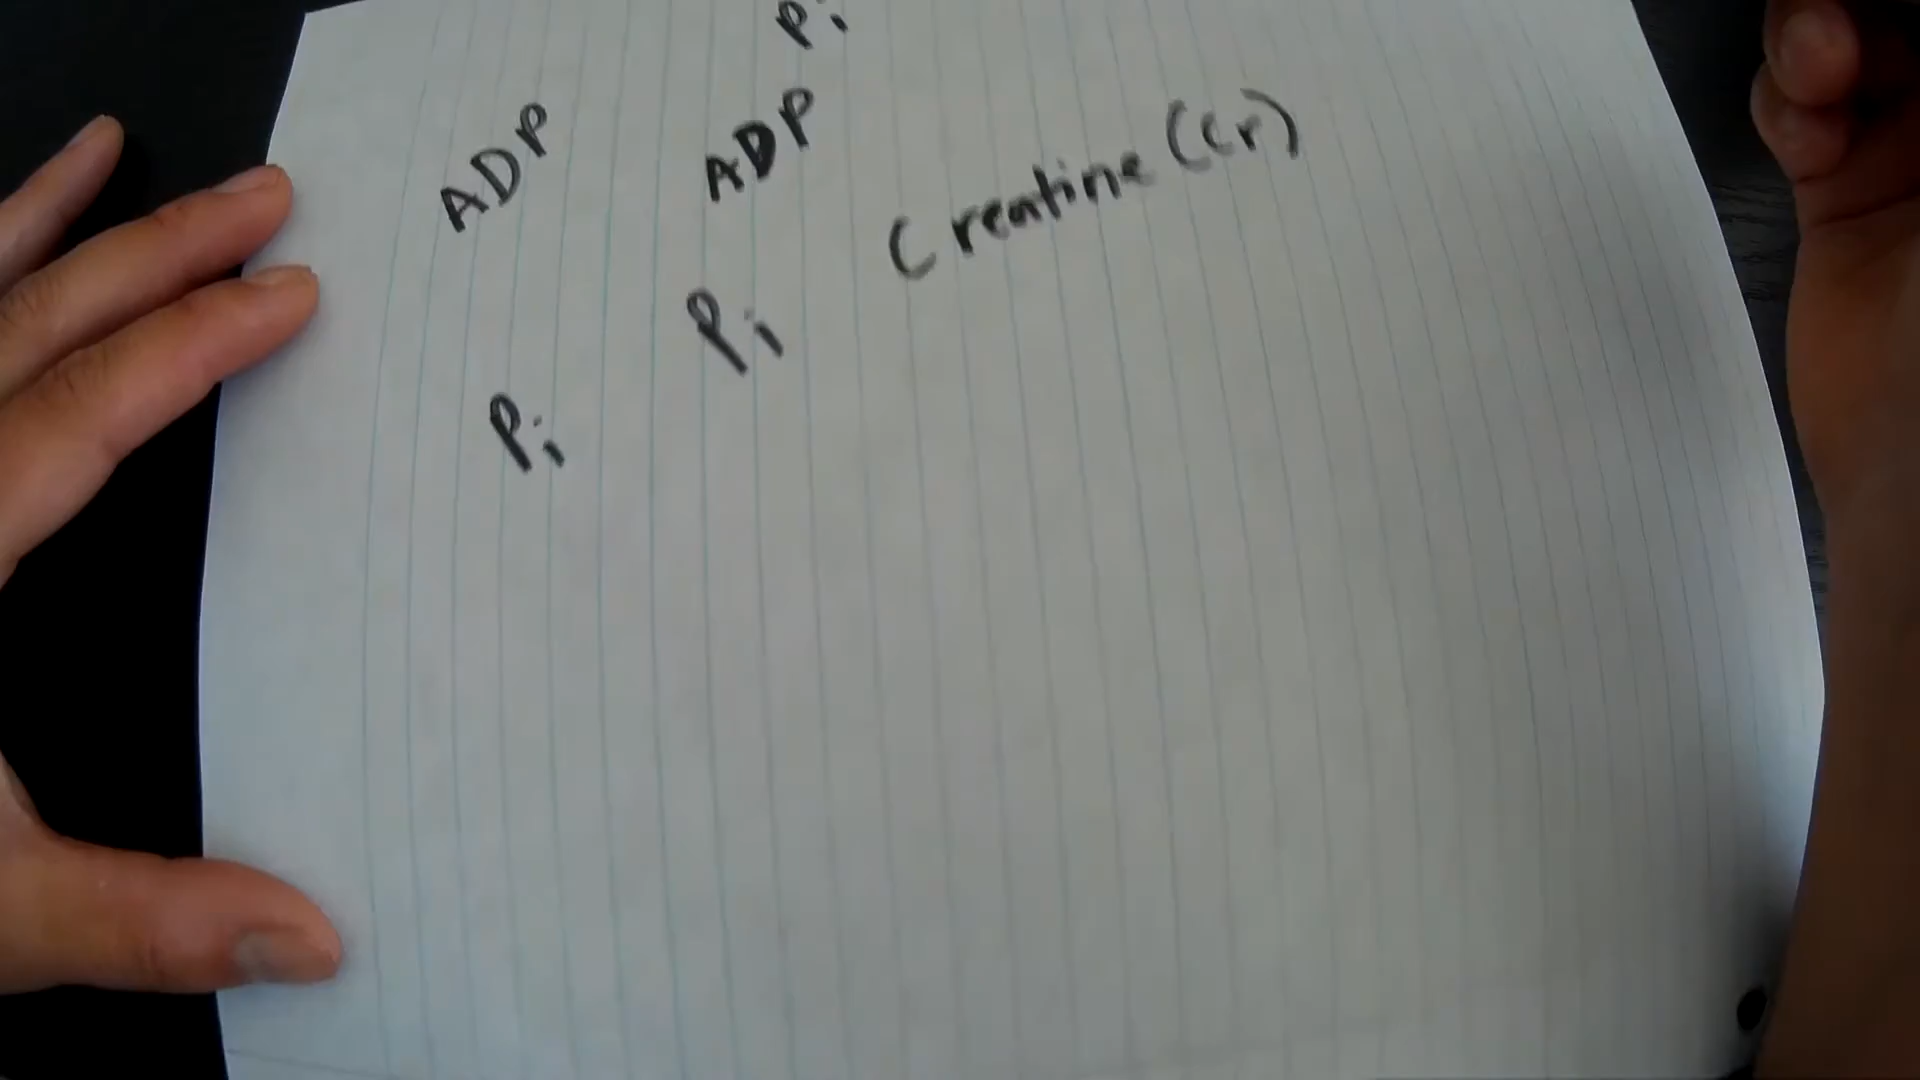 Pi
ADP
ADP
Creatine (Cr)
Pi
Pi